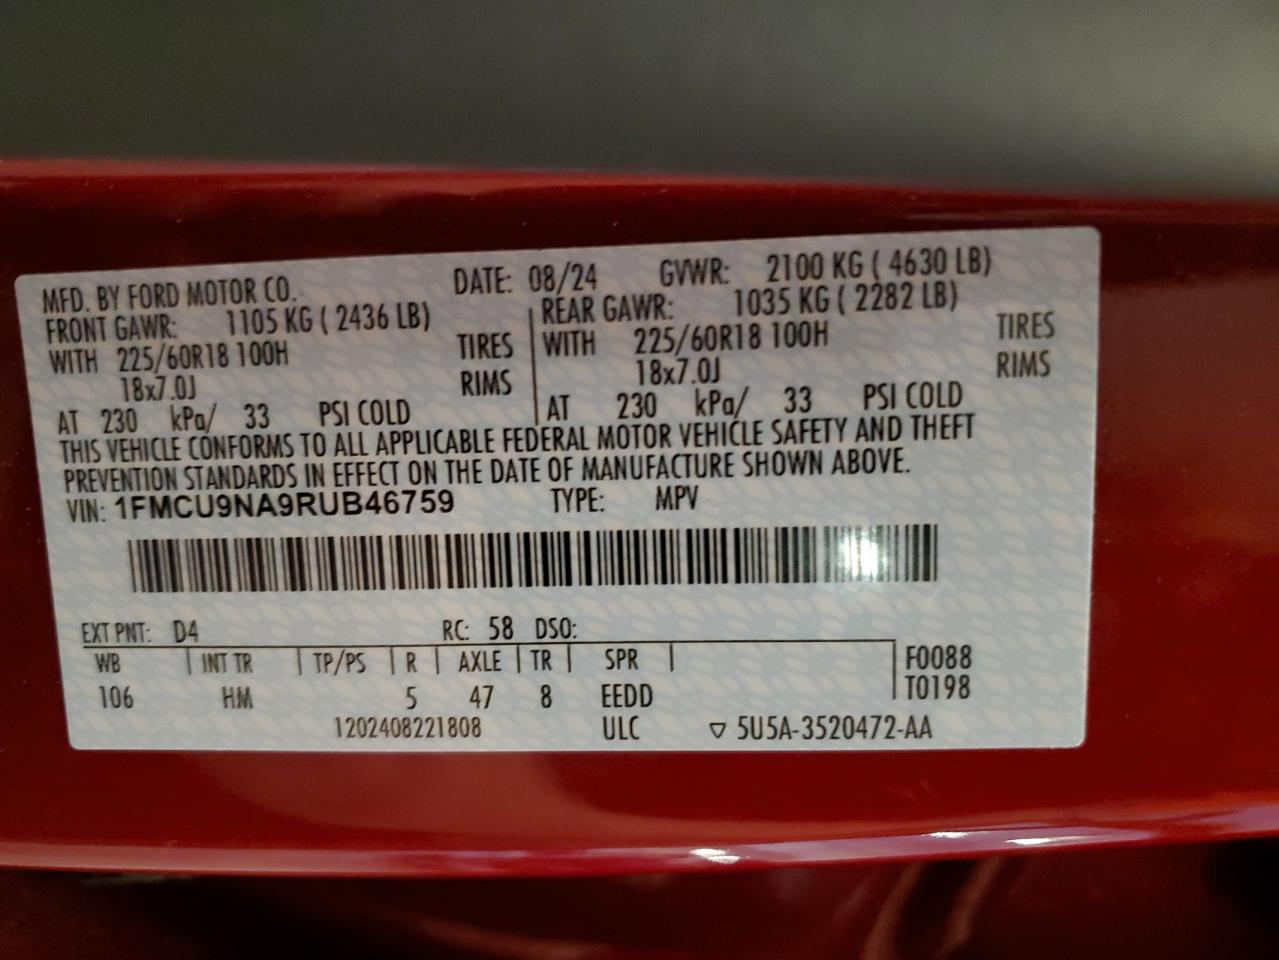 MFD. BY FORD MOTOR CO. DATE: 08/24 GVWR: 2100 KG ( 4630 LB)
FRONT GAWR: 1105 KG ( 2436 LB) REAR GAWR: 1035 KG ( 2282 LB)
WITH 225/60R18 100H TIRES WITH 225/60R18 100H TIRES
18x7.0J RIMS 18x7.0J RIMS
AT 230 kPa/ 33 PSI COLD AT 230 kPa/ 33 PSI COLD
THIS VEHICLE CONFORMS TO ALL APPLICABLE FEDERAL MOTOR VEHICLE SAFETY AND THEFT
PREVENTION STANDARDS IN EFFECT ON THE DATE OF MANUFACTURE SHOWN ABOVE.
VIN: 1FMCU9NA9RUB46759 TYPE: MPV
EXT PNT: D4 RC: 58 DSO:
WB INT TR TP/PS R AXLE TR SPR F0088
106 HM 5 47 8 EEDD T0198
1202408221808 ULC ▽ 5U5A-3520472-AA